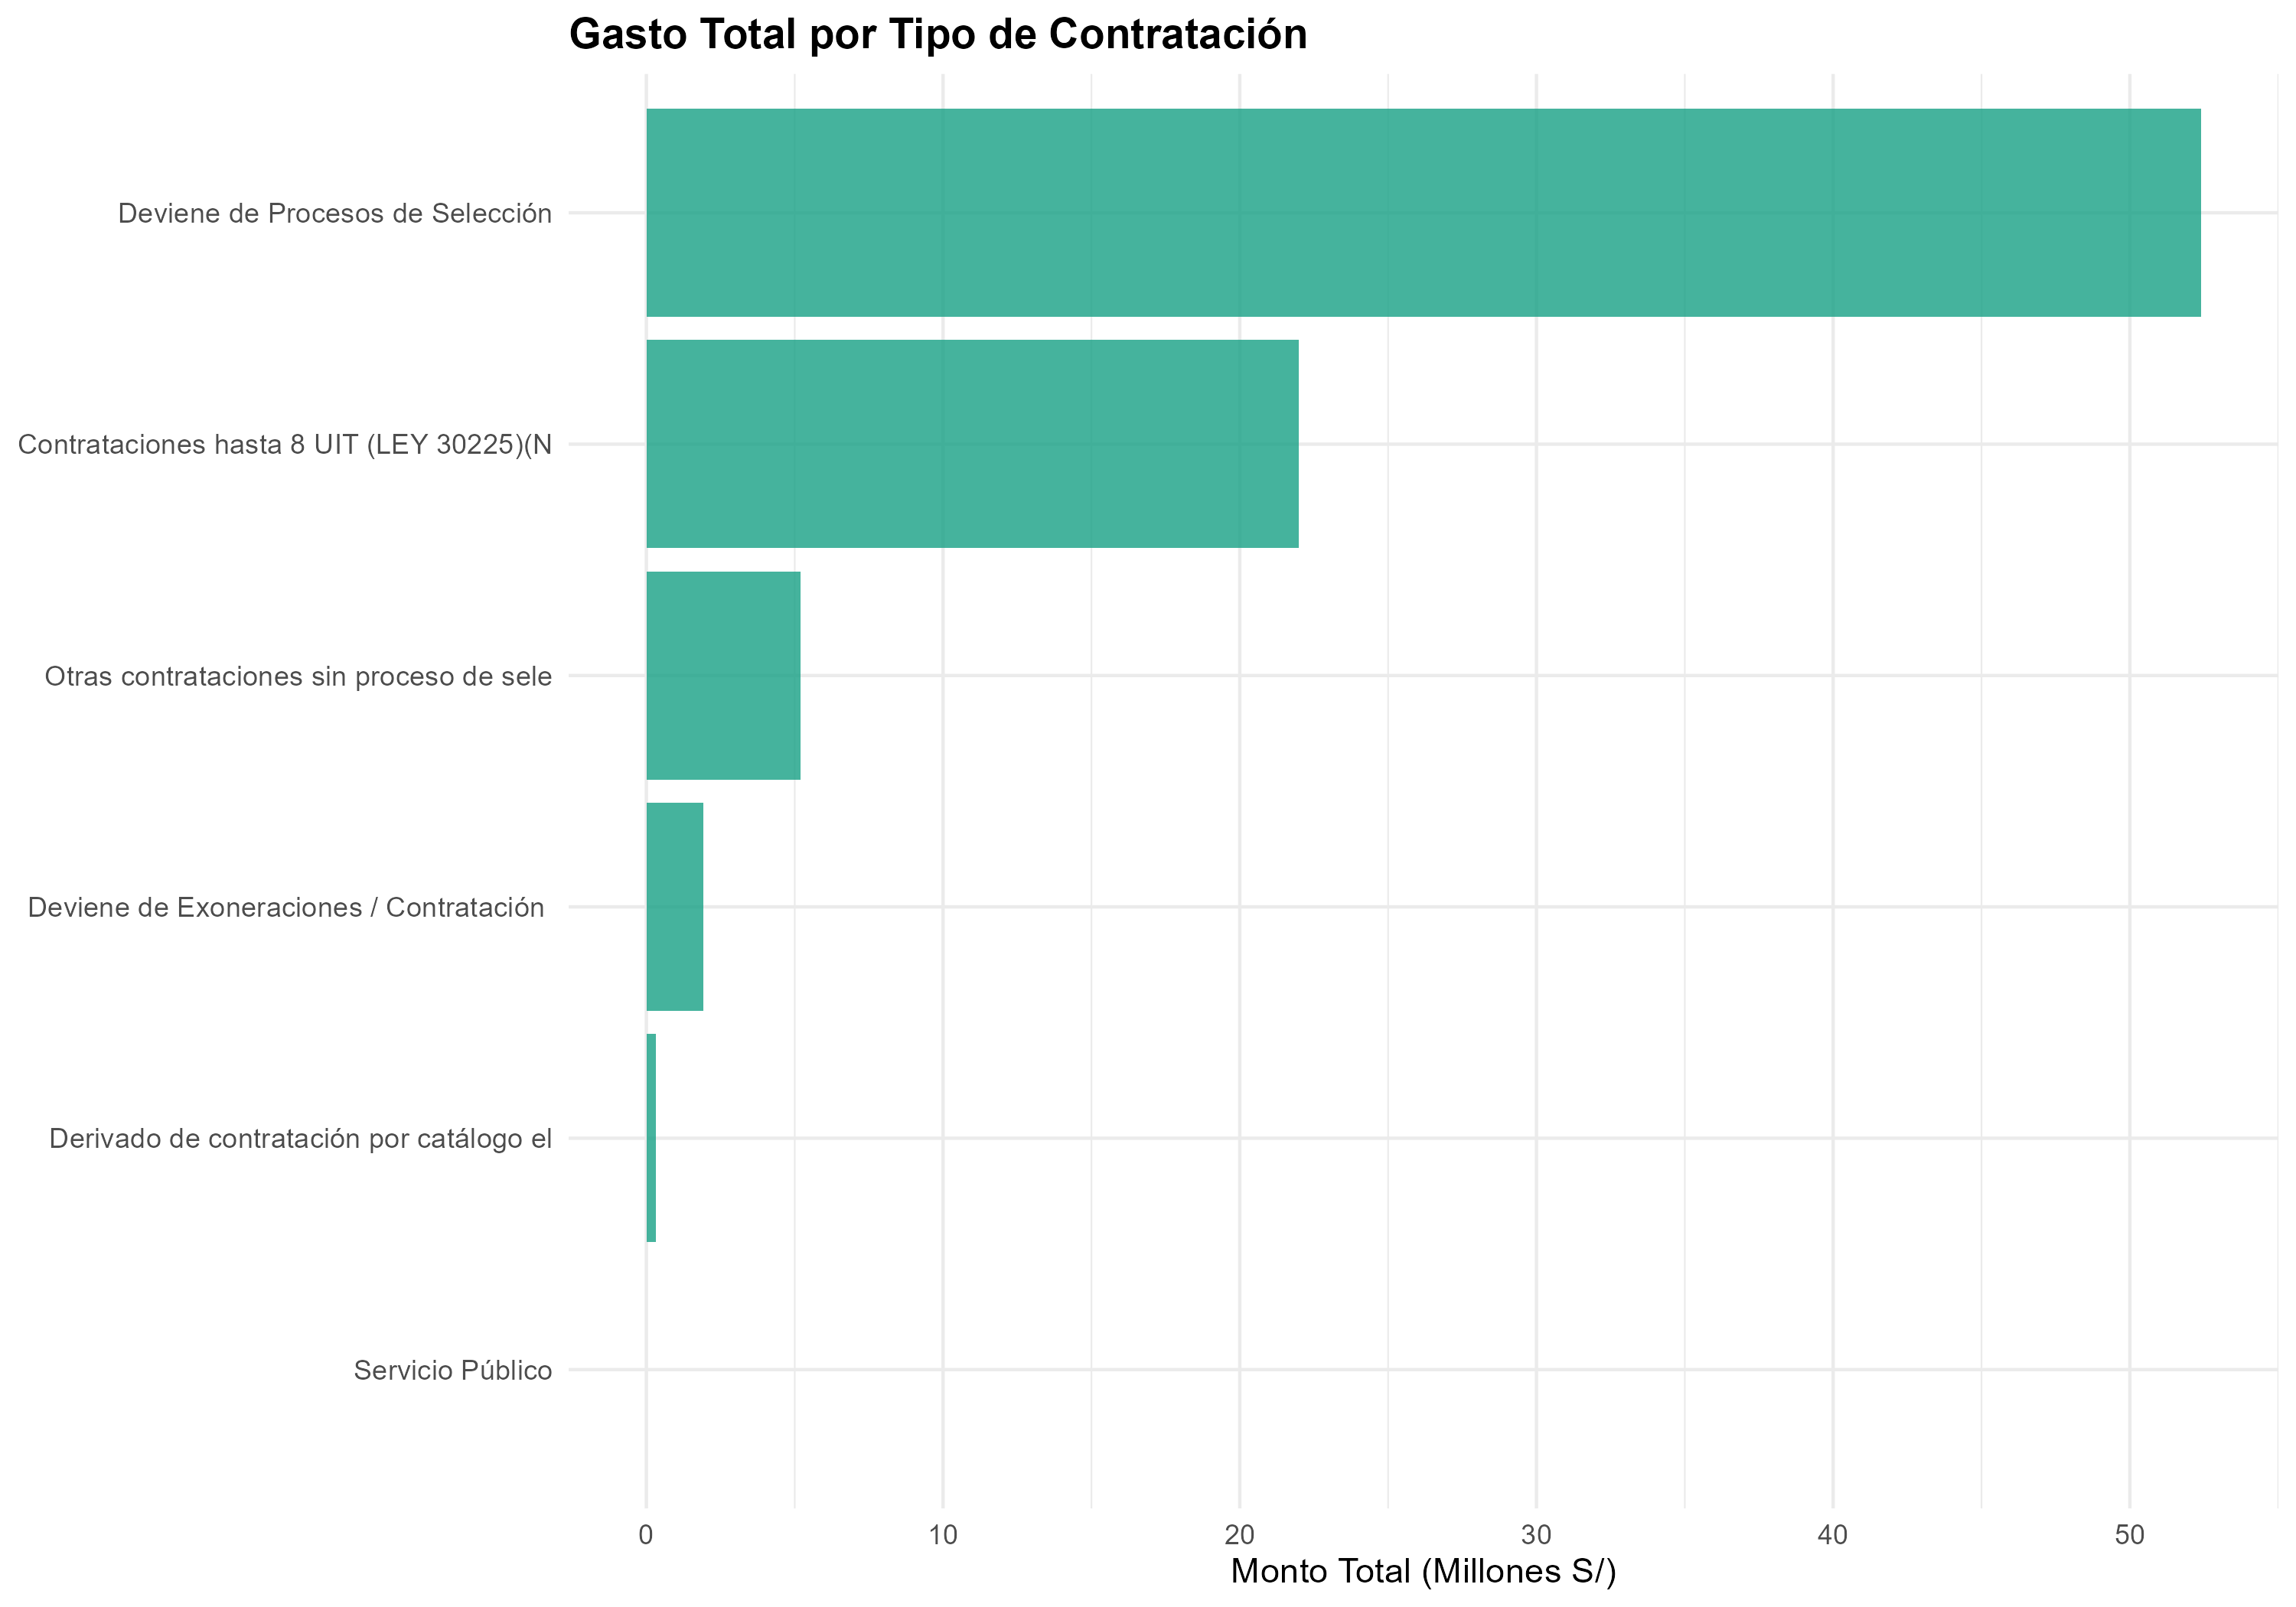 Gasto Total por Tipo de Contratación
Deviene de Procesos de Selección
Contrataciones hasta 8 UIT (LEY 30225)(N
Otras contrataciones sin proceso de sele
Deviene de Exoneraciones / Contratación
Derivado de contratación por catálogo el
Servicio Público
0 10 20 30 40 50
Monto Total (Millones S/)